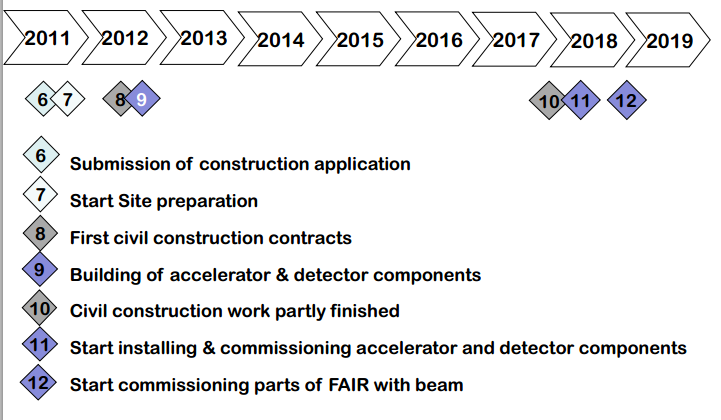 2011 2012 2013 2014 2015 2016 2017 2018 2019
6 7 8 9 10 11 12
6 Submission of construction application
7 Start Site preparation
8 First civil construction contracts
9 Building of accelerator & detector components
10 Civil construction work partly finished
11 Start installing & commissioning accelerator and detector components
12 Start commissioning parts of FAIR with beam